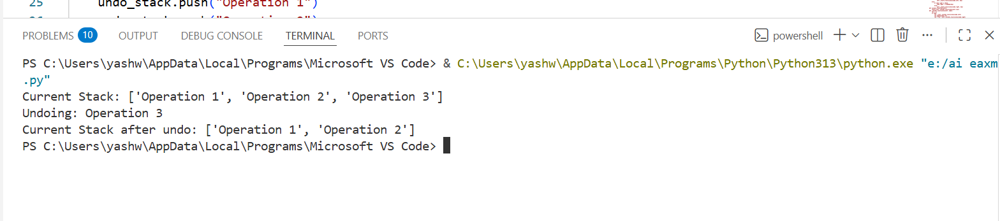 25 undo_stack.push("Operation 1")
PROBLEMS 10 OUTPUT DEBUG CONSOLE TERMINAL PORTS powershell
PS C:\Users\yashw\AppData\Local\Programs\Microsoft VS Code> & C:\Users\yashw\AppData\Local\Programs\Python\Python313\python.exe "e:/ai eaxm
.py"
Current Stack: ['Operation 1', 'Operation 2', 'Operation 3']
Undoing: Operation 3
Current Stack after undo: ['Operation 1', 'Operation 2']
PS C:\Users\yashw\AppData\Local\Programs\Microsoft VS Code>